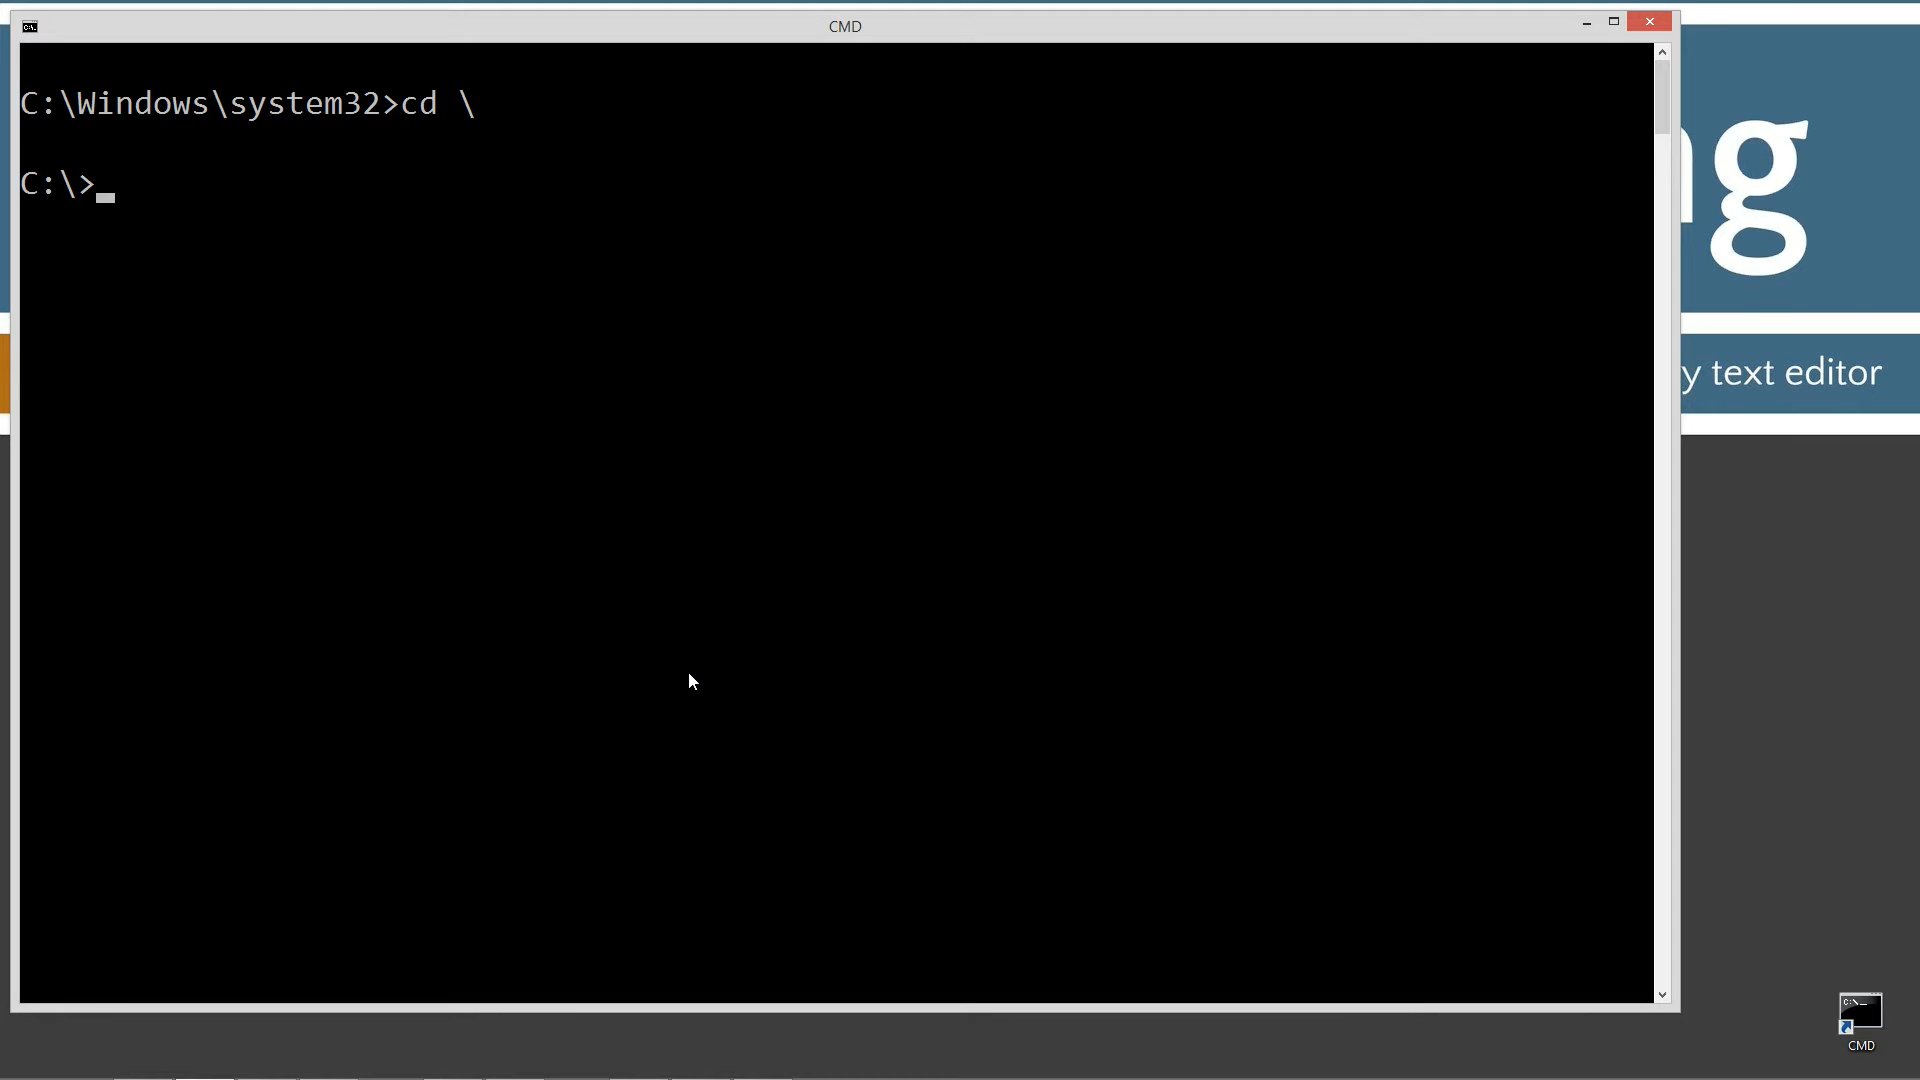 CMD
C:\Windows\system32>cd \
C:\>
g
y text editor
CMD